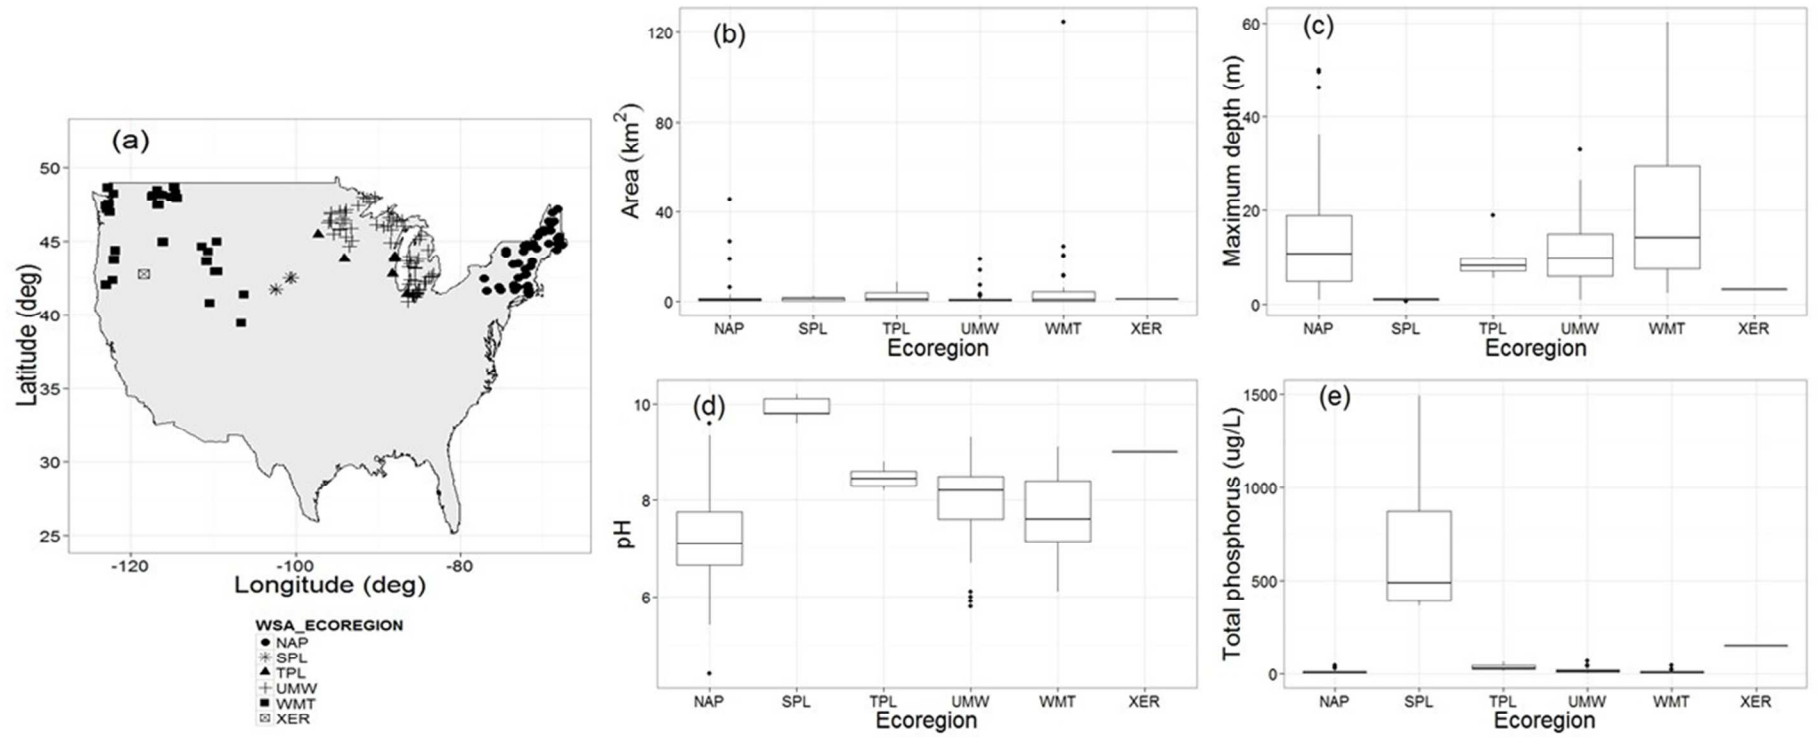 (a)
50
45
40
35
30
25
Latitude (deg)
-120
-100
-80
Longitude (deg)
WSA_ECOREGION
NAP
SPL
TPL
UMW
WMT
XER
(b)
120
80
40
0
Area (km²)
NAP SPL TPL UMW WMT XER
Ecoregion
(c)
60
40
20
0
Maximum depth (m)
NAP SPL TPL UMW WMT XER
Ecoregion
(d)
10
8
6
pH
NAP SPL TPL UMW WMT XER
Ecoregion
(e)
1500
1000
500
0
Total phosphorus (ug/L)
NAP SPL TPL UMW WMT XER
Ecoregion